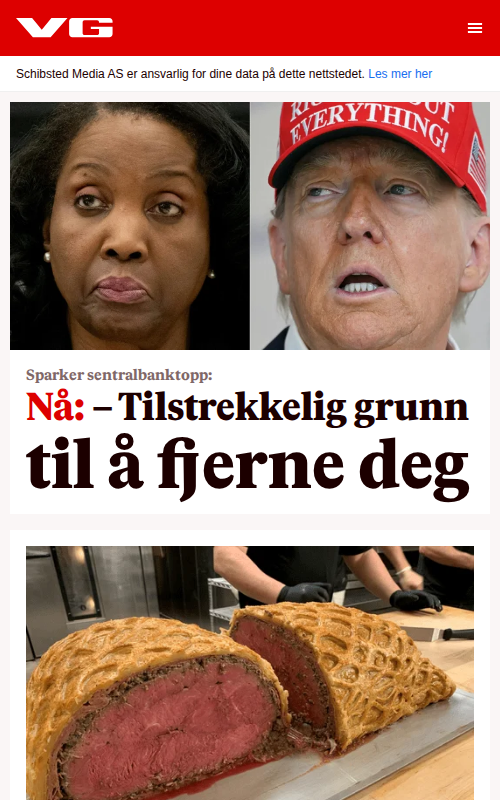 VG
Schibsted Media AS er ansvarlig for dine data på dette nettstedet. Les mer her
EVERYTHING!
Sparker sentralbanktopp:
Nå: – Tilstrekkelig grunn
til å fjerne deg